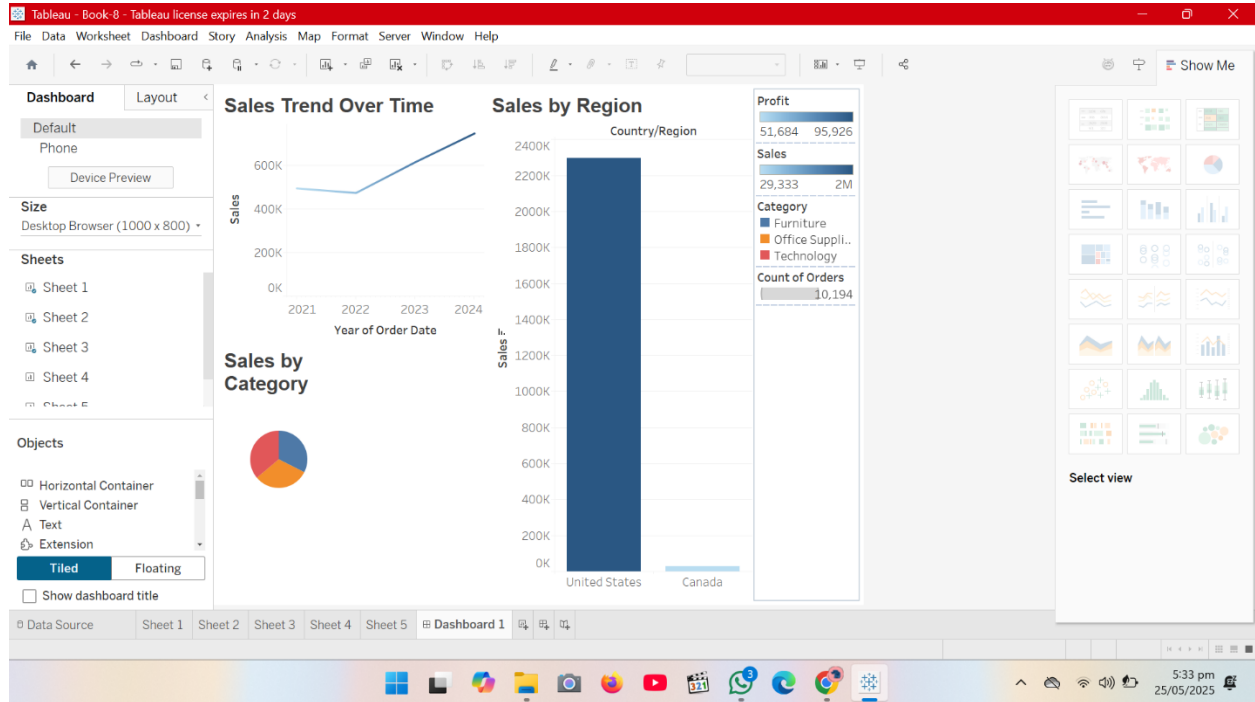 Tableau - Book-8 - Tableau license expires in 2 days
File Data Worksheet Dashboard Story Analysis Map Format Server Window Help
Show Me
Dashboard Layout
Default
Phone
Device Preview
Size
Desktop Browser (1000 x 800)
Sheets
Sheet 1
Sheet 2
Sheet 3
Sheet 4
Objects
Horizontal Container
Vertical Container
Text
Extension
Tiled Floating
Show dashboard title
Sales Trend Over Time
600K
400K
200K
0K
Sales
2021 2022 2023 2024
Year of Order Date
Sales by
Category
Sales by Region
Country/Region
2400K
2200K
2000K
1800K
1600K
1400K
1200K
1000K
800K
600K
400K
200K
0K
Sales
United States Canada
Profit
51,684 95,926
Sales
29,333 2M
Category
Furniture
Office Suppli..
Technology
Count of Orders
10,194
Select view
Data Source Sheet 1 Sheet 2 Sheet 3 Sheet 4 Sheet 5 Dashboard 1
321
3
5:33 pm
25/05/2025